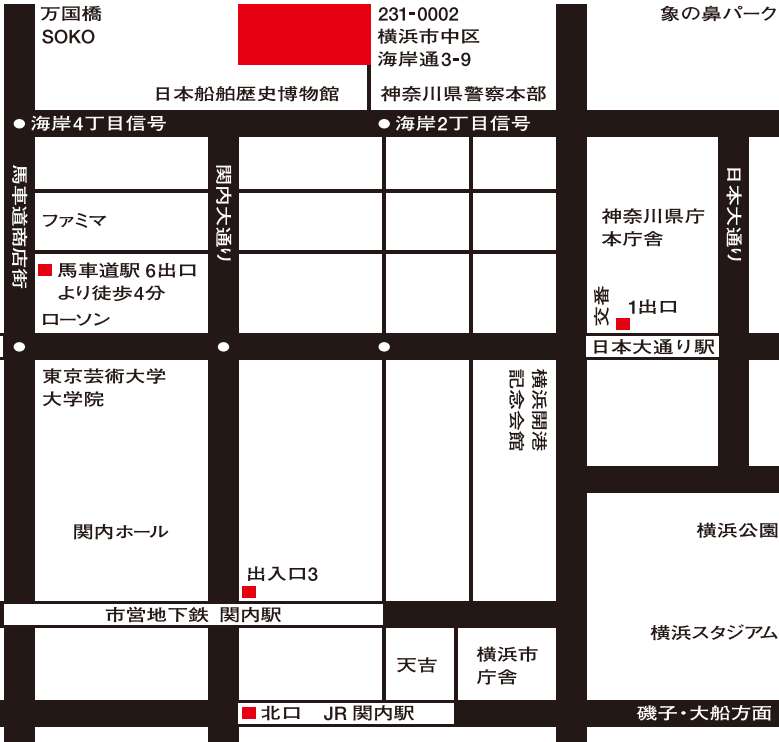 万国橋
SOKO
231-0002
横浜市中区
海岸通3-9
象の鼻パーク
日本船舶歴史博物館
神奈川県警察本部
海岸4丁目信号
海岸2丁目信号
馬車道商店街
関内大通り
日本大通り
ファミマ
神奈川県庁
本庁舎
馬車道駅 6出口
より徒歩4分
ローソン
交番
1出口
日本大通り駅
東京芸術大学
大学院
横浜開港
記念会館
関内ホール
横浜公園
出入口3
市営地下鉄 関内駅
横浜スタジアム
天吉
横浜市
庁舎
北口 JR 関内駅
磯子・大船方面